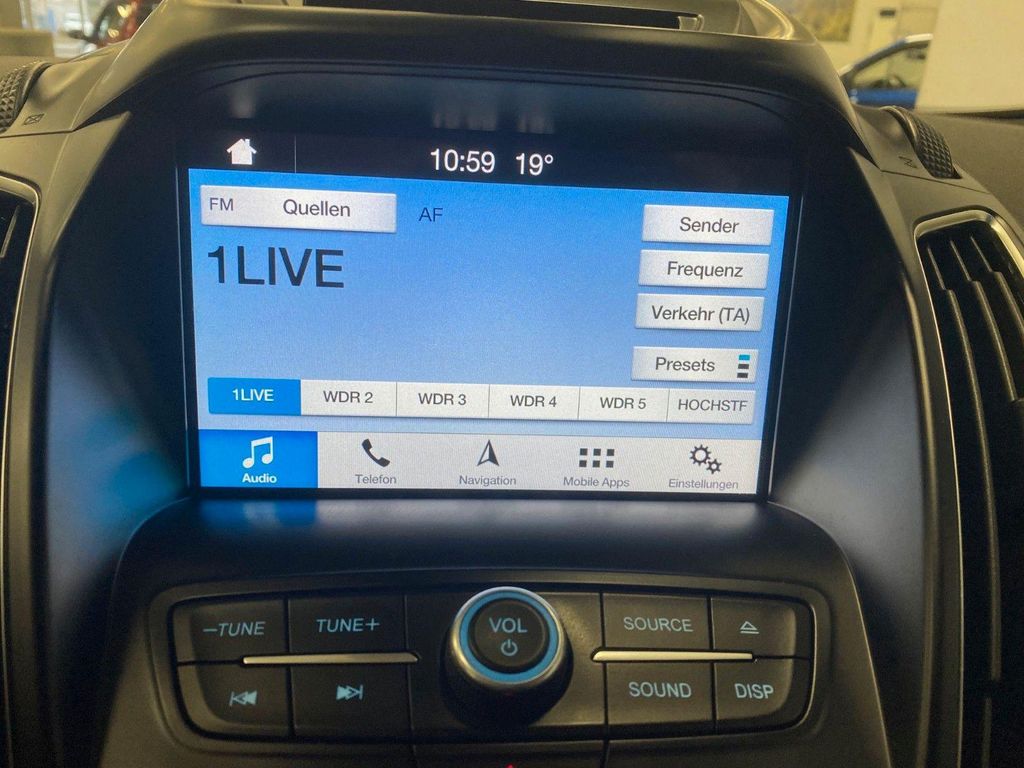 10:59 19°
FM Quellen AF
Sender
1LIVE
Frequenz
Verkehr (TA)
Presets
1LIVE WDR 2 WDR 3 WDR 4 WDR 5 HOCHSTF
Audio Telefon Navigation Mobile Apps Einstellungen
–TUNE TUNE+ VOL SOURCE
SOUND DISP